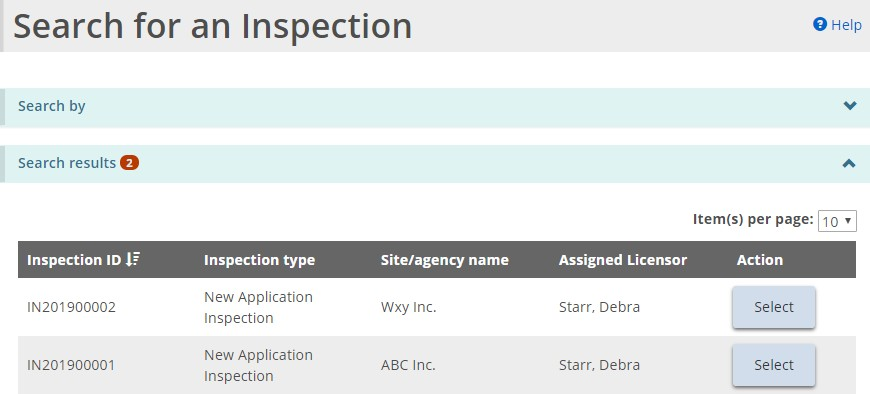 Search for an Inspection
Help
Search by
Search results 2
Item(s) per page: 10
Inspection ID Inspection type Site/agency name Assigned Licensor Action
IN201900002 New Application Inspection Wxy Inc. Starr, Debra Select
IN201900001 New Application Inspection ABC Inc. Starr, Debra Select